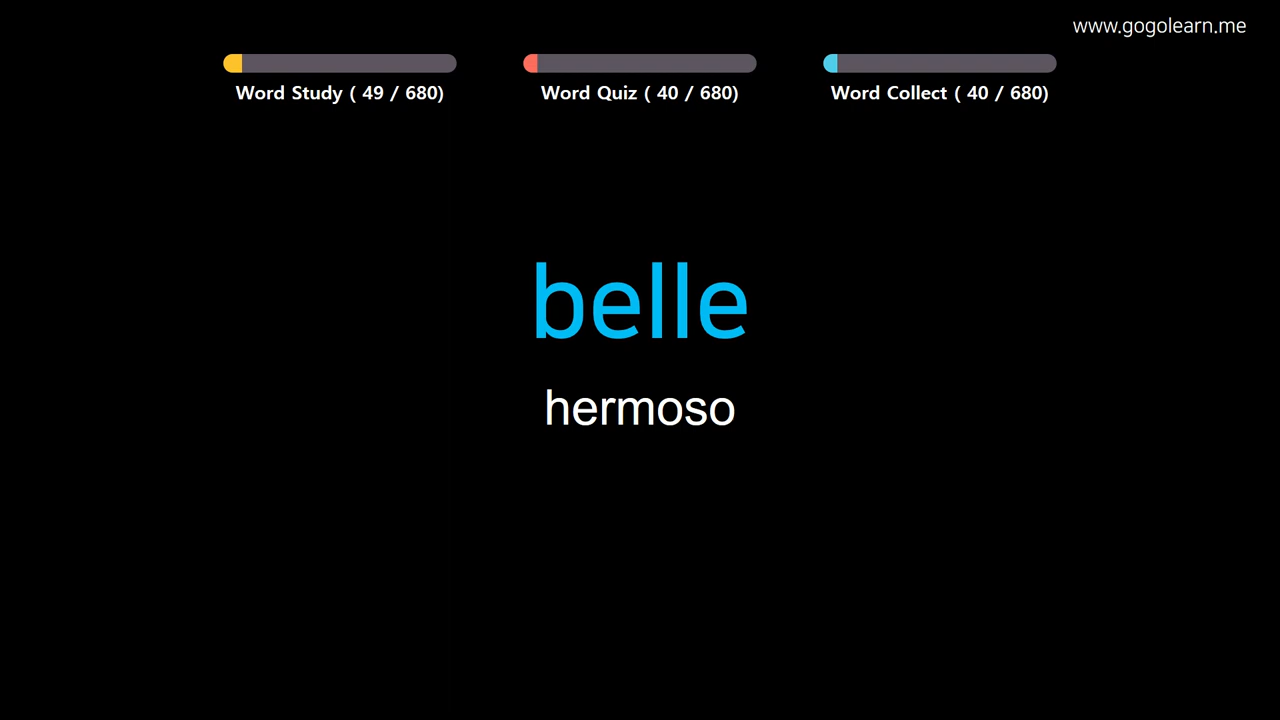 www.gogolearn.me
Word Study ( 49 / 680)
Word Quiz ( 40 / 680)
Word Collect ( 40 / 680)
belle
hermoso